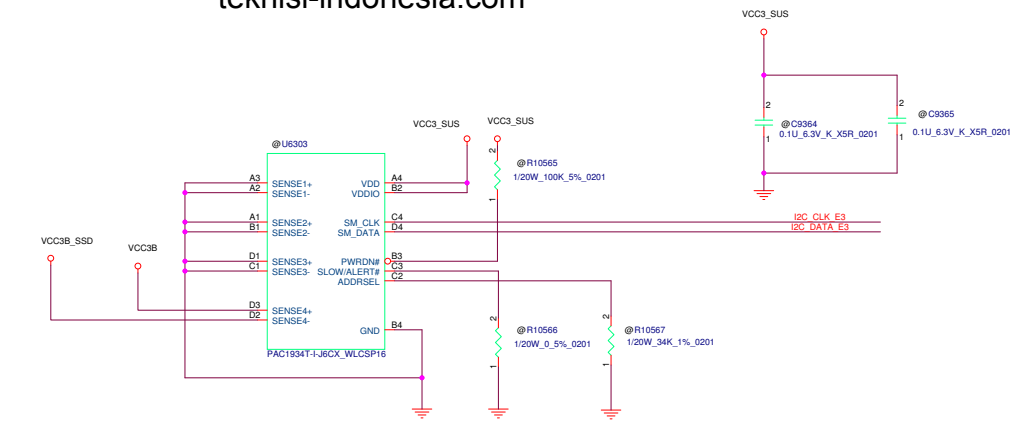 teknisi-indonesia.com
VCC3_SUS
@C9364
0.1U_6.3V_K_X5R_0201
2
1
@C9365
0.1U_6.3V_K_X5R_0201
2
1
VCC3_SUS
VCC3_SUS
@U6303
@R10565
1/20W_100K_5%_0201
2
1
A3 SENSE1+ VDD A4
A2 SENSE1- VDDIO B2
A1 SENSE2+ SM_CLK C4 I2C_CLK_E3
B1 SENSE2- SM_DATA D4 I2C_DATA_E3
VCC3B_SSD
VCC3B
D1 SENSE3+ PWRDN# B3
C1 SENSE3- SLOW/ALERT# C3
ADDRSEL C2
D3 SENSE4+
D2 SENSE4-
GND B4
PAC1934T-I-J6CX_WLCSP16
@R10566
1/20W_0_5%_0201
2
1
@R10567
1/20W_34K_1%_0201
2
1